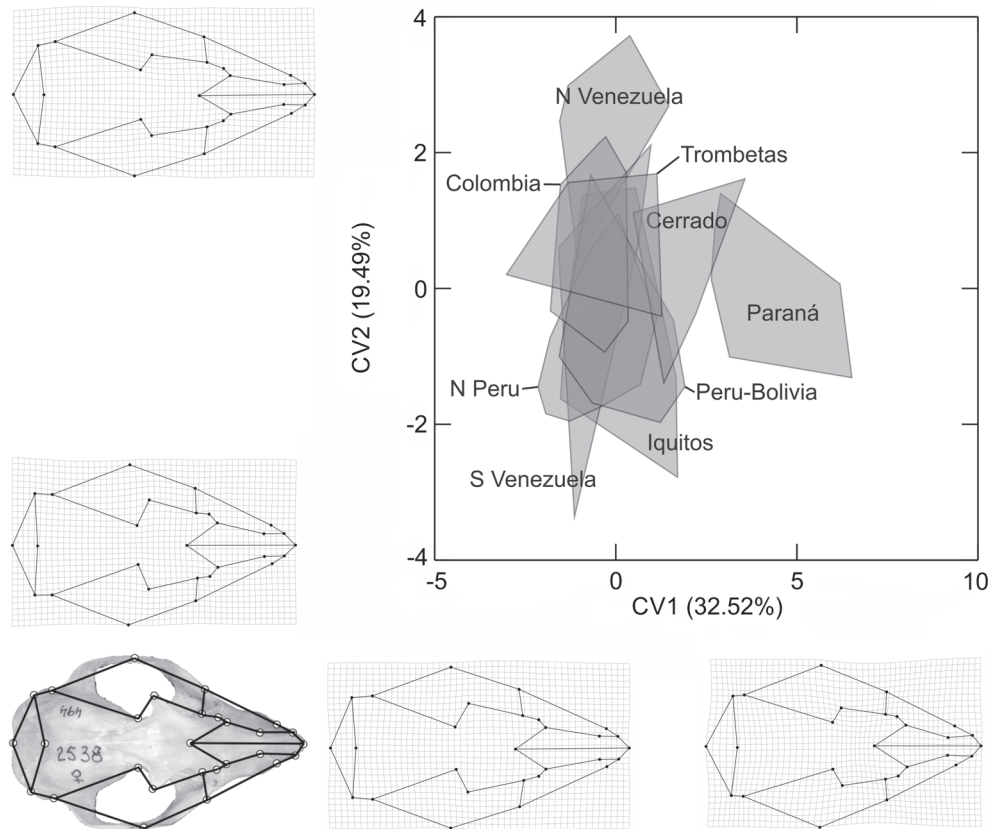 4
2
0
-2
-4
CV2 (19.49%)
N Venezuela
Trombetas
Colombia
Cerrado
Paraná
N Peru
Peru-Bolivia
Iquitos
S Venezuela
-5
0
5
10
CV1 (32.52%)
494
2538
♀